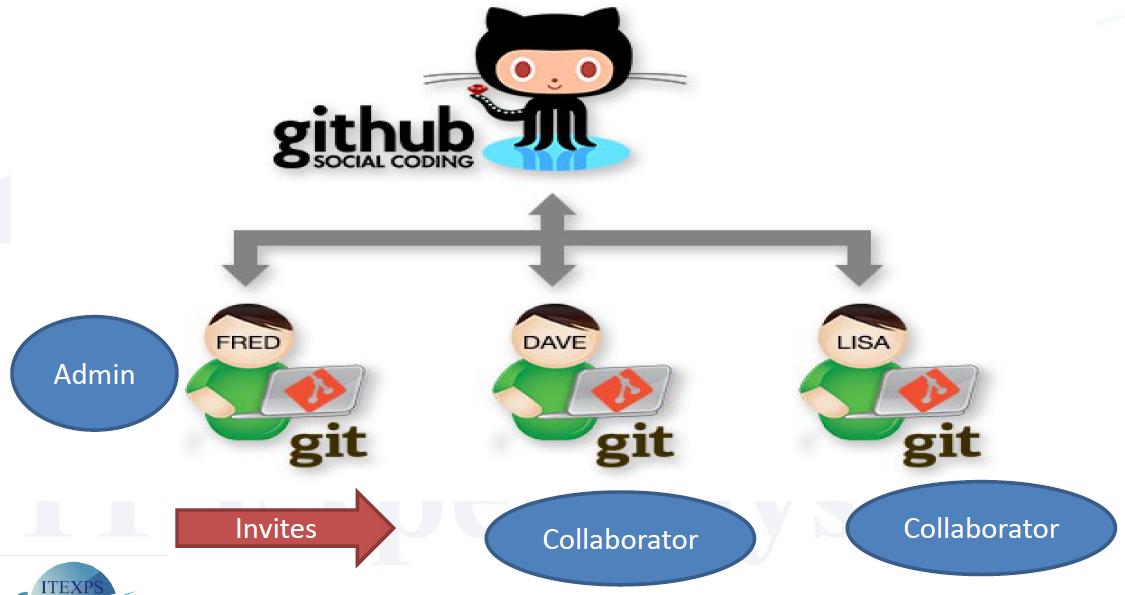 github
SOCIAL CODING
FRED
DAVE
LISA
Admin
git
git
git
Invites
Collaborator
Collaborator
ITEXPS